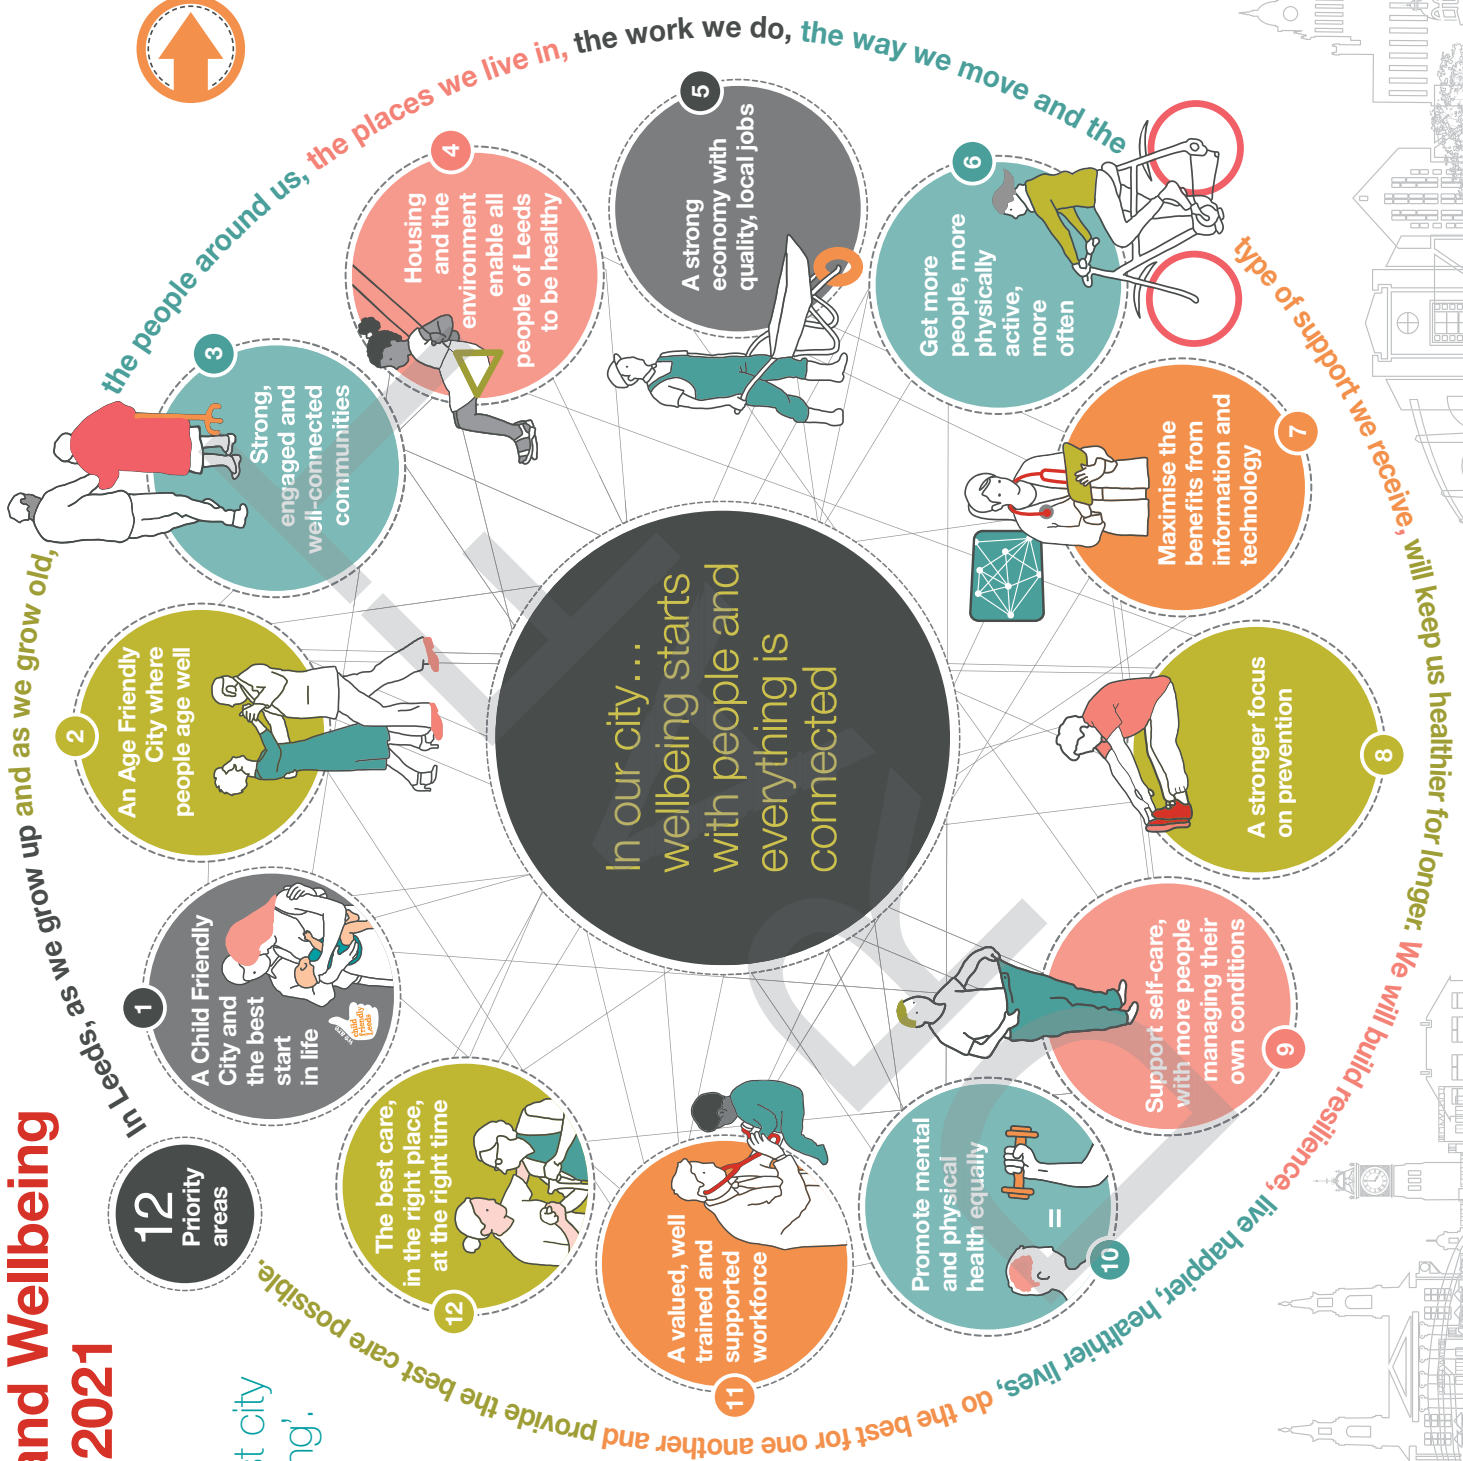 and Wellbeing
2021
st city
ng’.
12
Priority
areas
In Leeds, as we grow up and as we grow old, the people around us, the places we live in, the work we do, the way we move and the type of support we receive, will keep us healthier for longer. We will build resilience, live happier, healthier lives, do the best for one another and provide the best care possible.
1
A Child Friendly
City and
the best
start
in life
we are
child
friendly
Leeds
2
An Age Friendly
City where
people age well
3
Strong,
engaged and
well-connected
communities
4
Housing
and the
environment
enable all
people of Leeds
to be healthy
5
A strong
economy with
quality, local jobs
6
Get more
people, more
physically
active,
more
often
7
Maximise the
benefits from
information and
technology
8
A stronger focus
on prevention
9
Support self-care,
with more people
managing their
own conditions
10
Promote mental
and physical
health equally
=
11
A valued, well
trained and
supported
workforce
12
The best care,
in the right place,
at the right time
In our city…
wellbeing starts
with people and
everything is
connected
DRAFT